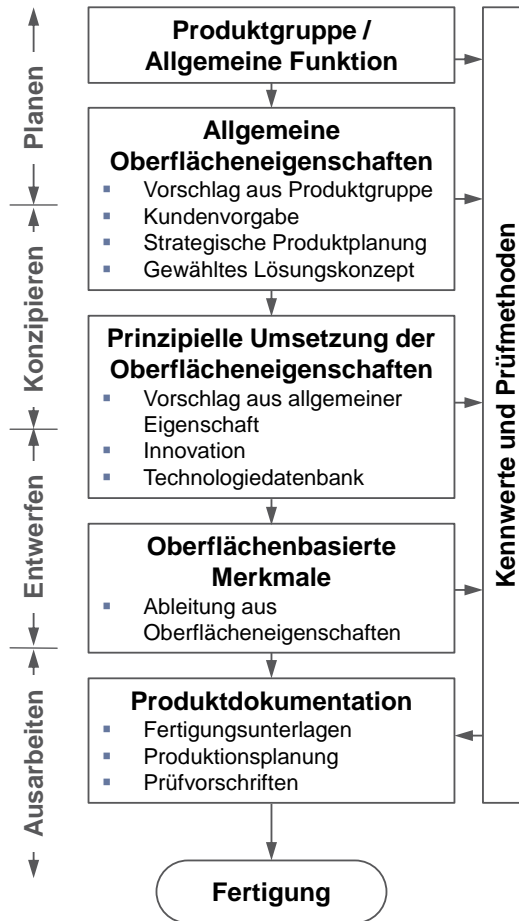 Planen
Konzipieren
Entwerfen
Ausarbeiten
Produktgruppe /
Allgemeine Funktion
Allgemeine
Oberflächeneigenschaften
▪ Vorschlag aus Produktgruppe
▪ Kundenvorgabe
▪ Strategische Produktplanung
▪ Gewähltes Lösungskonzept
Prinzipielle Umsetzung der
Oberflächeneigenschaften
▪ Vorschlag aus allgemeiner
Eigenschaft
▪ Innovation
▪ Technologiedatenbank
Oberflächenbasierte
Merkmale
▪ Ableitung aus
Oberflächeneigenschaften
Produktdokumentation
▪ Fertigungsunterlagen
▪ Produktionsplanung
▪ Prüfvorschriften
Fertigung
Kennwerte und Prüfmethoden